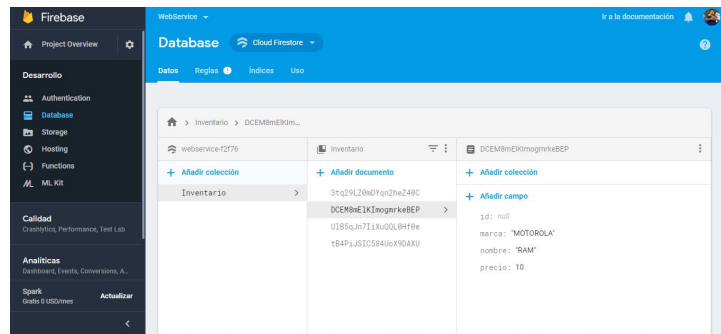 Firebase
Project Overview
Desarrollo
Authentication
Database
Storage
Hosting
Functions
ML Kit
Calidad
Crashlytics, Performance, Test Lab
Analíticas
Dashboard, Events, Conversions, A...
Spark
Gratis 0 USD/mes
Actualizar
WebService
Ir a la documentación
Database
Cloud Firestore
Datos
Reglas
Índices
Uso
Inventario > DCEM8mElKIm...
webservice-f2f76
Añadir colección
Inventario
Inventario
Añadir documento
3tq29LZ0mDYqn2heZ40C
DCEM8mElKImogmrkeBEP
UlB5qJn7IiXuQQL0Hf0e
tB4PiJSIC584UoX9DAXU
DCEM8mElKImogmrkeBEP
Añadir colección
Añadir campo
id: null
marca: "MOTOROLA"
nombre: "RAM"
precio: 10